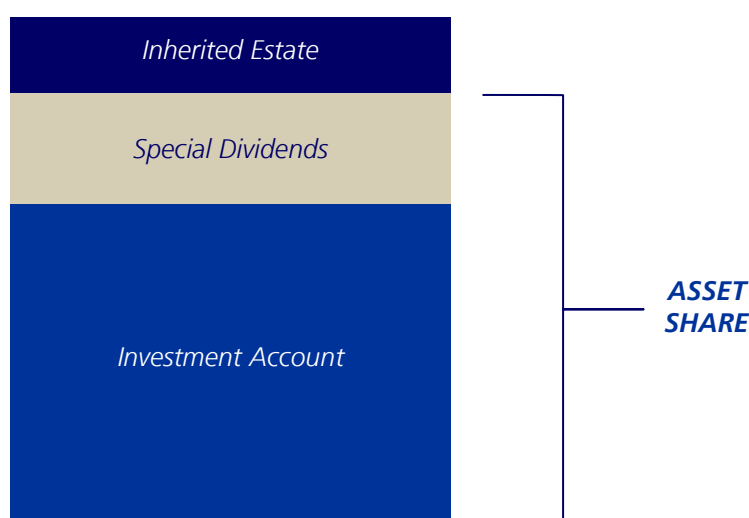 Inherited Estate
Special Dividends
ASSET
SHARE
Investment Account